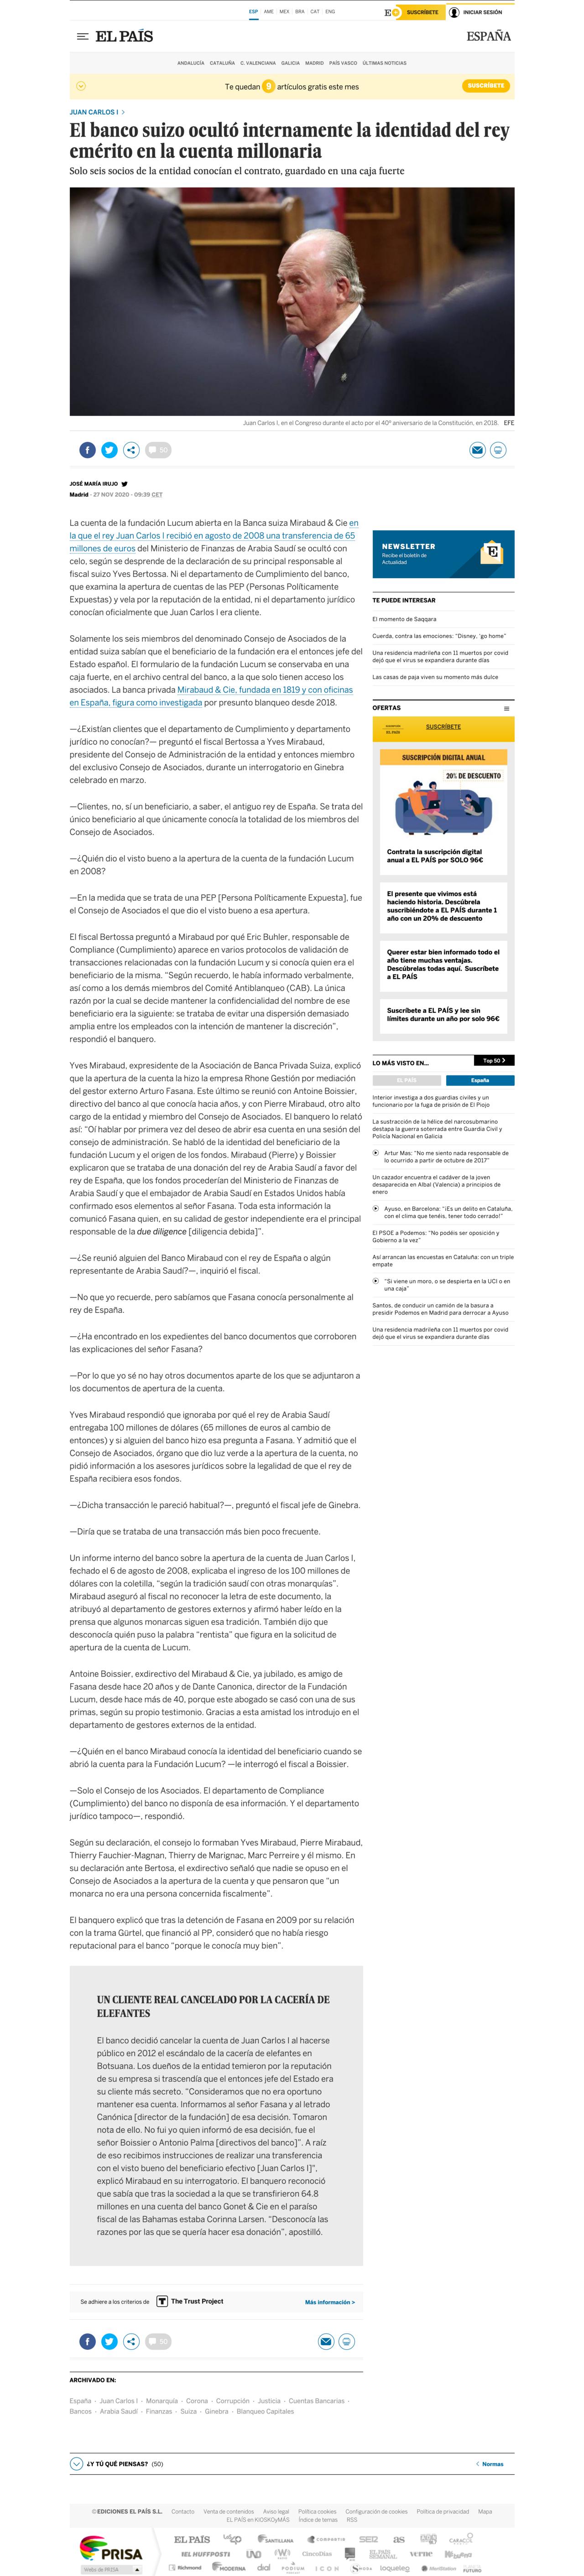 ESP AME MEX BRA CAT ENG
SUSCRÍBETE
INICIAR SESIÓN
EL PAÍS
ESPAÑA
ANDALUCÍA CATALUÑA C. VALENCIANA GALICIA MADRID PAÍS VASCO ÚLTIMAS NOTICIAS
Te quedan 9 artículos gratis este mes
SUSCRÍBETE
JUAN CARLOS I >
El banco suizo ocultó internamente la identidad del rey
emérito en la cuenta millonaria
Solo seis socios de la entidad conocían el contrato, guardado en una caja fuerte
Juan Carlos I, en el Congreso durante el acto por el 40º aniversario de la Constitución, en 2018. EFE
50
JOSÉ MARÍA IRUJO
Madrid - 27 NOV 2020 - 09:39 CET
La cuenta de la fundación Lucum abierta en la Banca suiza Mirabaud & Cie en
la que el rey Juan Carlos I recibió en agosto de 2008 una transferencia de 65
millones de euros del Ministerio de Finanzas de Arabia Saudí se ocultó con
celo, según se desprende de la declaración de su principal responsable al
fiscal suizo Yves Bertossa. Ni el departamento de Cumplimiento del banco,
que examina la apertura de cuentas de las PEP (Personas Políticamente
Expuestas) y vela por la reputación de la entidad, ni el departamento jurídico
conocían oficialmente que Juan Carlos I era cliente.
Solamente los seis miembros del denominado Consejo de Asociados de la
entidad suiza sabían que el beneficiario de la fundación era el entonces jefe del
Estado español. El formulario de la fundación Lucum se conservaba en una
caja fuerte, en el archivo central del banco, a la que solo tienen acceso los
asociados. La banca privada Mirabaud & Cie, fundada en 1819 y con oficinas
en España, figura como investigada por presunto blanqueo desde 2018.
—¿Existían clientes que el departamento de Cumplimiento y departamento
jurídico no conocían?— preguntó el fiscal Bertossa a Yves Mirabaud,
presidente del Consejo de Administración de la entidad y entonces miembro
del exclusivo Consejo de Asociados, durante un interrogatorio en Ginebra
celebrado en marzo.
—Clientes, no, sí un beneficiario, a saber, el antiguo rey de España. Se trata del
único beneficiario al que únicamente conocía la totalidad de los miembros del
Consejo de Asociados.
—¿Quién dio el visto bueno a la apertura de la cuenta de la fundación Lucum
en 2008?
—En la medida que se trata de una PEP [Persona Políticamente Expuesta], fue
el Consejo de Asociados el que dio el visto bueno a esa apertura.
El fiscal Bertossa preguntó a Mirabaud por qué Eric Buhler, responsable de
Compliance (Cumplimiento) aparece en varios protocolos de validación de
transacciones relacionadas con la fundación Lucum y si conocía quien era el
beneficiario de la misma. “Según recuerdo, le había informado verbalmente,
así como a los demás miembros del Comité Antiblanqueo (CAB). La única
razón por la cual se decide mantener la confidencialidad del nombre de ese
beneficiario era la siguiente: se trataba de evitar una dispersión demasiado
amplia entre los empleados con la intención de mantener la discreción”,
respondió el banquero.
Yves Mirabaud, expresidente de la Asociación de Banca Privada Suiza, explicó
que la apertura de la cuenta la hizo la empresa Rhone Gestión por mediación
del gestor externo Arturo Fasana. Este último se reunió con Antoine Boissier,
directivo del banco al que conocía hacía años, y con Pierre Mirabaud, otro alto
cargo de la entidad y miembro del Consejo de Asociados. El banquero lo relató
así: “Oí hablar por primera vez del deseo de abrir esa cuenta en una sesión del
consejo de administración en la sede de la entidad. Se habló del beneficiario
de la fundación Lucum y del origen de los fondos. Mirabaud (Pierre) y Boissier
explicaron que se trataba de una donación del rey de Arabia Saudí a favor del
rey de España, que los fondos procederían del Ministerio de Finanzas de
Arabia Saudí y que el embajador de Arabia Saudí en Estados Unidos había
confirmado esos elementos al señor Fasana. Toda esta información la
comunicó Fasana quien, en su calidad de gestor independiente era el principal
responsable de la due diligence [diligencia debida]”.
—¿Se reunió alguien del Banco Mirabaud con el rey de España o algún
representante de Arabia Saudí?—, inquirió el fiscal.
—No que yo recuerde, pero sabíamos que Fasana conocía personalmente al
rey de España.
—¿Ha encontrado en los expedientes del banco documentos que corroboren
las explicaciones del señor Fasana?
—Por lo que yo sé no hay otros documentos aparte de los que se adjuntaron a
los documentos de apertura de la cuenta.
Yves Mirabaud respondió que ignoraba por qué el rey de Arabia Saudí
entregaba 100 millones de dólares (65 millones de euros al cambio de
entonces) y si alguien del banco hizo esa pregunta a Fasana. Y admitió que el
Consejo de Asociados, órgano que dio luz verde a la apertura de la cuenta, no
pidió información a los asesores jurídicos sobre la legalidad de que el rey de
España recibiera esos fondos.
—¿Dicha transacción le pareció habitual?—, preguntó el fiscal jefe de Ginebra.
—Diría que se trataba de una transacción más bien poco frecuente.
Un informe interno del banco sobre la apertura de la cuenta de Juan Carlos I,
fechado el 6 de agosto de 2008, explicaba el ingreso de los 100 millones de
dólares con la coletilla, “según la tradición saudí con otras monarquías”.
Mirabaud aseguró al fiscal no reconocer la letra de este documento, la
atribuyó al departamento de gestores externos y afirmó haber leído en la
prensa que algunos monarcas siguen esa tradición. También dijo que
desconocía quién puso la palabra “rentista” que figura en la solicitud de
apertura de la cuenta de Lucum.
Antoine Boissier, exdirectivo del Mirabaud & Cie, ya jubilado, es amigo de
Fasana desde hace 20 años y de Dante Canonica, director de la Fundación
Lucum, desde hace más de 40, porque este abogado se casó con una de sus
primas, según su propio testimonio. Gracias a esta amistad los introdujo en el
departamento de gestores externos de la entidad.
—¿Quién en el banco Mirabaud conocía la identidad del beneficiario cuando se
abrió la cuenta para la Fundación Lucum? —le interrogó el fiscal a Boissier.
—Solo el Consejo de los Asociados. El departamento de Compliance
(Cumplimiento) del banco no disponía de esa información. Y el departamento
jurídico tampoco—, respondió.
Según su declaración, el consejo lo formaban Yves Mirabaud, Pierre Mirabaud,
Thierry Fauchier-Magnan, Thierry de Marignac, Marc Perreire y él mismo. En
su declaración ante Bertosa, el exdirectivo señaló que nadie se opuso en el
Consejo de Asociados a la apertura de la cuenta y que pensaron que “un
monarca no era una persona concernida fiscalmente”.
El banquero explicó que tras la detención de Fasana en 2009 por su relación
con la trama Gürtel, que financió al PP, consideró que no había riesgo
reputacional para el banco “porque le conocía muy bien”.
UN CLIENTE REAL CANCELADO POR LA CACERÍA DE
ELEFANTES
El banco decidió cancelar la cuenta de Juan Carlos I al hacerse
público en 2012 el escándalo de la cacería de elefantes en
Botsuana. Los dueños de la entidad temieron por la reputación
de su empresa si trascendía que el entonces jefe del Estado era
su cliente más secreto. “Consideramos que no era oportuno
mantener esa cuenta. Informamos al señor Fasana y al letrado
Canónica [director de la fundación] de esa decisión. Tomaron
nota de ello. No fui yo quien informó de esa decisión, fue el
señor Boissier o Antonio Palma [directivos del banco]”. A raíz
de eso recibimos instrucciones de realizar una transferencia
con el visto bueno del beneficiario efectivo [Juan Carlos I]”,
explicó Mirabaud en su interrogatorio. El banquero reconoció
que sabía que tras la sociedad a la que se transfirieron 64.8
millones en una cuenta del banco Gonet & Cie en el paraíso
fiscal de las Bahamas estaba Corinna Larsen. “Desconocía las
razones por las que se quería hacer esa donación”, apostilló.
Se adhiere a los criterios de The Trust Project Más información >
50
ARCHIVADO EN:
España · Juan Carlos I · Monarquía · Corona · Corrupción · Justicia · Cuentas Bancarias ·
Bancos · Arabia Saudí · Finanzas · Suiza · Ginebra · Blanqueo Capitales
NEWSLETTER
Recibe el boletín de
Actualidad
TE PUEDE INTERESAR
El momento de Saqqara
Cuerda, contra las emociones: “Disney, ‘go home”
Una residencia madrileña con 11 muertos por covid
dejó que el virus se expandiera durante días
Las casas de paja viven su momento más dulce
OFERTAS
EL PAÍS
SUSCRÍBETE
SUSCRIPCIÓN DIGITAL ANUAL
20% DE DESCUENTO
Contrata la suscripción digital
anual a EL PAÍS por SOLO 96€
El presente que vivimos está
haciendo historia. Descúbrela
suscribiéndote a EL PAÍS durante 1
año con un 20% de descuento
Querer estar bien informado todo el
año tiene muchas ventajas.
Descúbrelas todas aquí. Suscríbete
a EL PAÍS
Suscríbete a EL PAÍS y lee sin
límites durante un año por solo 96€
LO MÁS VISTO EN...
Top 50 >
EL PAÍS
España
Interior investiga a dos guardias civiles y un
funcionario por la fuga de prisión de El Piojo
La sustracción de la hélice del narcosubmarino
destapa la guerra soterrada entre Guardia Civil y
Policía Nacional en Galicia
Artur Mas: “No me siento nada responsable de
lo ocurrido a partir de octubre de 2017”
Un cazador encuentra el cadáver de la joven
desaparecida en Albal (Valencia) a principios de
enero
Ayuso, en Barcelona: “¡Es un delito en Cataluña,
con el clima que tenéis, tener todo cerrado!”
El PSOE a Podemos: “No podéis ser oposición y
Gobierno a la vez”
Así arrancan las encuestas en Cataluña: con un triple
empate
“Si viene un moro, o se despierta en la UCI o en
una caja”
Santos, de conducir un camión de la basura a
presidir Podemos en Madrid para derrocar a Ayuso
Una residencia madrileña con 11 muertos por covid
dejó que el virus se expandiera durante días
¿Y TÚ QUÉ PIENSAS? (50)
< Normas
© EDICIONES EL PAÍS S.L. Contacto Venta de contenidos Aviso legal Política cookies Configuración de cookies Política de privacidad Mapa
EL PAÍS en KIOSKOyMÁS Índice de temas RSS
PRISA
Webs de PRISA
EL PAÍS
SANTILLANA
COMPARTIR
SER
as
CARACOL
EL HUFFPOST
W
CincoDías
EL BOESCO SEMANAL
verne
Richmond
MODERNA
dial
PODIUM
ICON
loqueleo
FUTURO